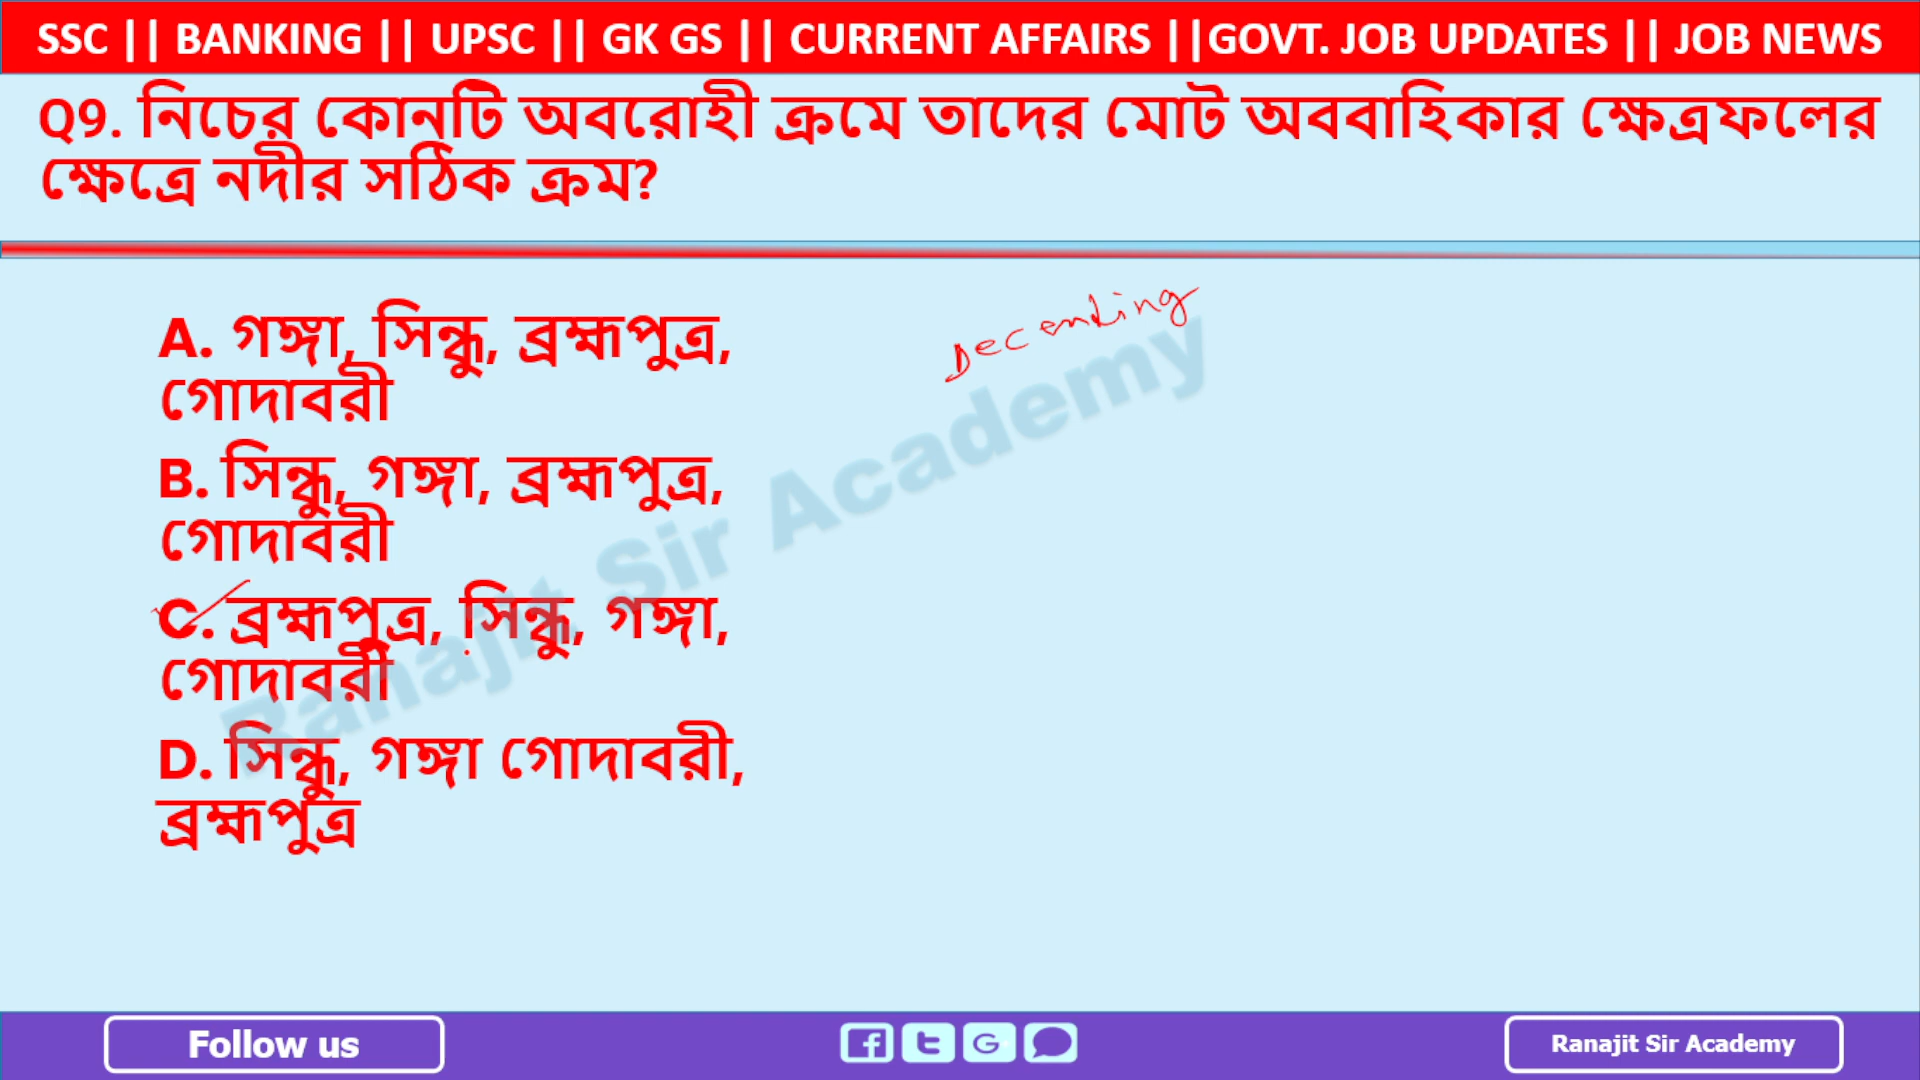 SSC || BANKING || UPSC || GK GS || CURRENT AFFAIRS ||GOVT. JOB UPDATES || JOB NEWS
Q9. নিচের কোনটি অবরোহী ক্রমে তাদের মোট অববাহিকার ক্ষেত্রফলের
ক্ষেত্রে নদীর সঠিক ক্রম?
Decending
A. গঙ্গা, সিন্ধু, ব্রহ্মপুত্র,
গোদাবরী
B. সিন্ধু, গঙ্গা, ব্রহ্মপুত্র,
গোদাবরী
C. ব্রহ্মপুত্র, সিন্ধু, গঙ্গা,
গোদাবরী
D. সিন্ধু, গঙ্গা গোদাবরী,
ব্রহ্মপুত্র
Ranajit Sir Academy
Follow us
Ranajit Sir Academy